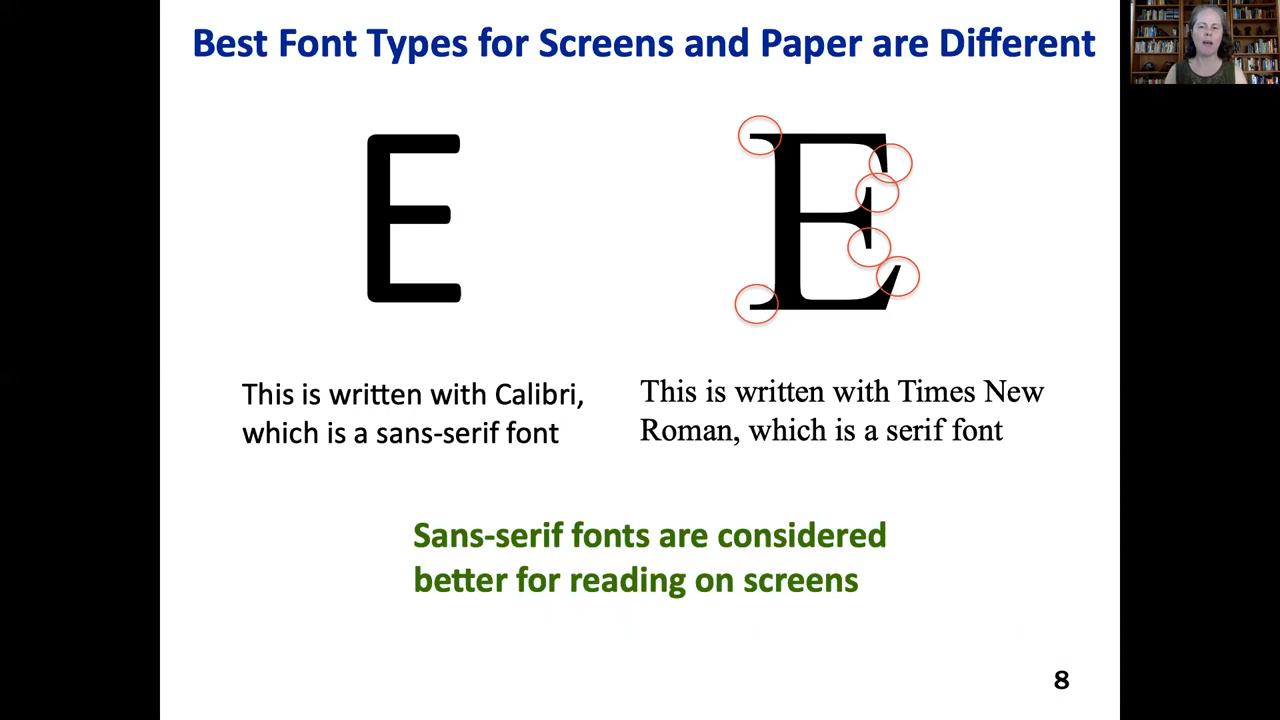 Best Font Types for Screens and Paper are Different
E
E
This is written with Calibri,
which is a sans-serif font
This is written with Times New
Roman, which is a serif font
Sans-serif fonts are considered
better for reading on screens
8